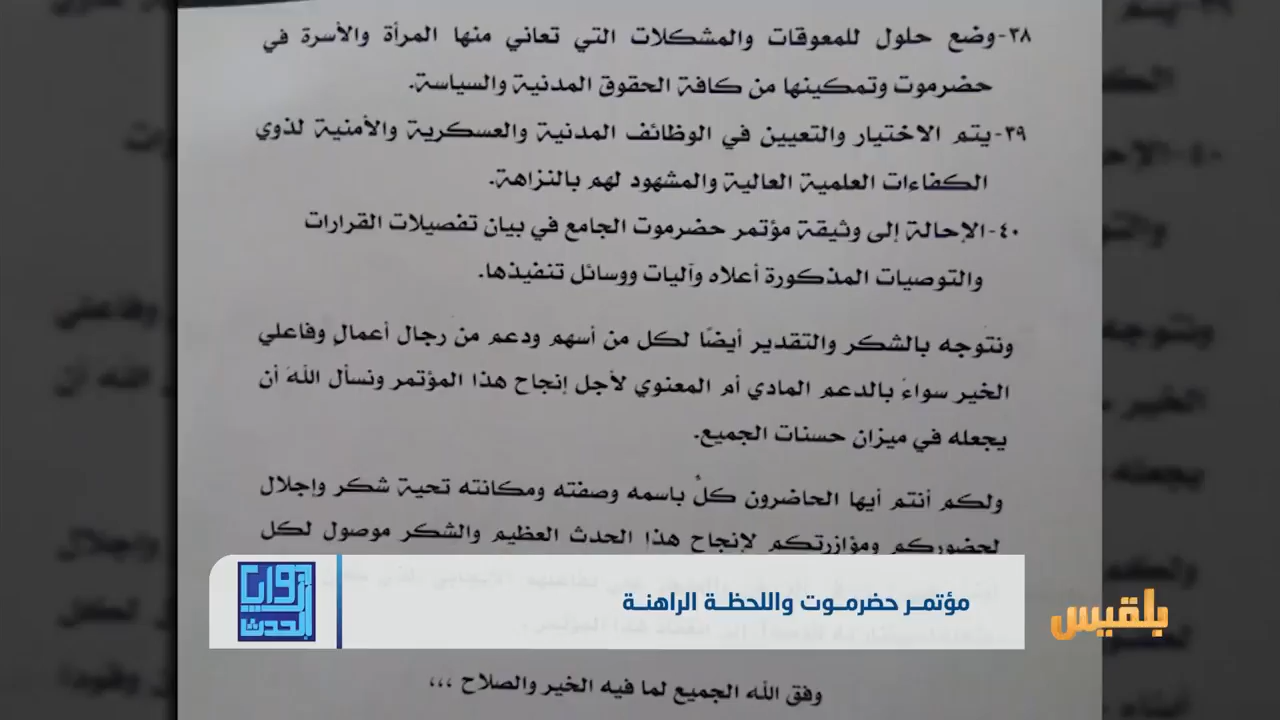 ٣٨-وضع حلول للمعوقات والمشكلات التي تعاني منها المرأة والأسرة في
حضرموت وتمكينها من كافة الحقوق المدنية والسياسة.
٣٩-يتم الاختيار والتعيين في الوظائف المدنية والعسكرية والأمنية لذوي
الكفاءات العلمية العالية والمشهود لهم بالنزاهة.
٤٠-الإحالة إلى وثيقة مؤتمر حضرموت الجامع في بيان تفصيلات القرارات
والتوصيات المذكورة أعلاه وآليات ووسائل تنفيذها.
ونتوجه بالشكر والتقدير أيضًا لكل من أسهم ودعم من رجال أعمال وفاعلي
الخير سواءً بالدعم المادي أم المعنوي لأجل إنجاح هذا المؤتمر ونسأل اللهَ أن
يجعله في ميزان حسنات الجميع.
ولكم أنتم أيها الحاضرون كلٌ باسمه وصفته ومكانته تحية شكر وإجلال
لحضوركم ومؤازرتكم لإنجاح هذا الحدث العظيم والشكر موصول لكل
مؤتمر حضرموت واللحظة الراهنة
أبواب الحدث
بلقيس
وفق الله الجميع لما فيه الخير والصلاح ،،،